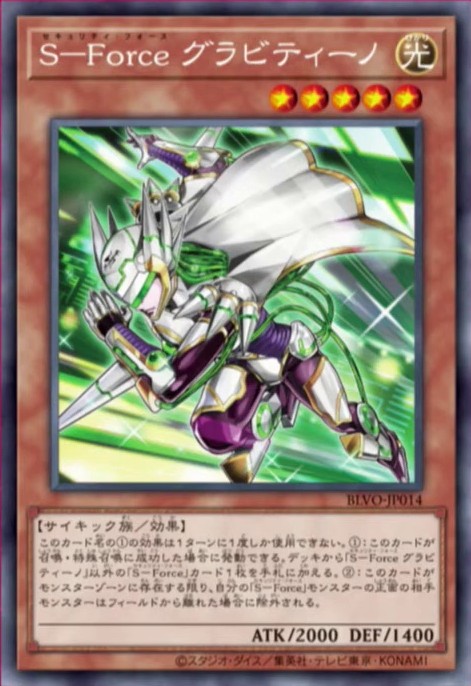 セキュリティ・フォース
S－Force グラビティーノ
光
BLVO-JP014
【サイキック族／効果】
このカード名の①の効果は1ターンに1度しか使用できない。①：このカードが
召喚・特殊召喚に成功した場合に発動できる。デッキから「S－Force グラビ
ティーノ」以外の「S－Force」カード1枚を手札に加える。②：このカードが
モンスターゾーンに存在する限り、自分の「S－Force」モンスターの正面の相手
モンスターはフィールドから離れた場合に除外される。
ATK/2000 DEF/1400
©スタジオ・ダイス／集英社・テレビ東京・KONAMI